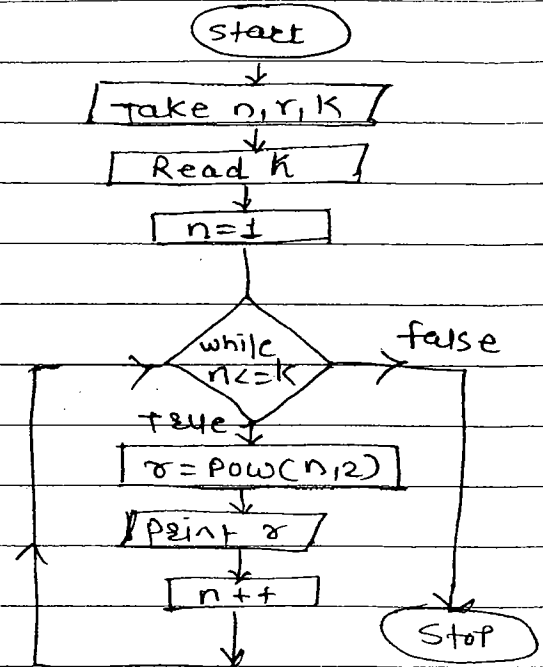 Start
Take n, r, K
Read K
n=1
while
n<=k
false
True
r = Pow(n,2)
Print r
n++
Stop